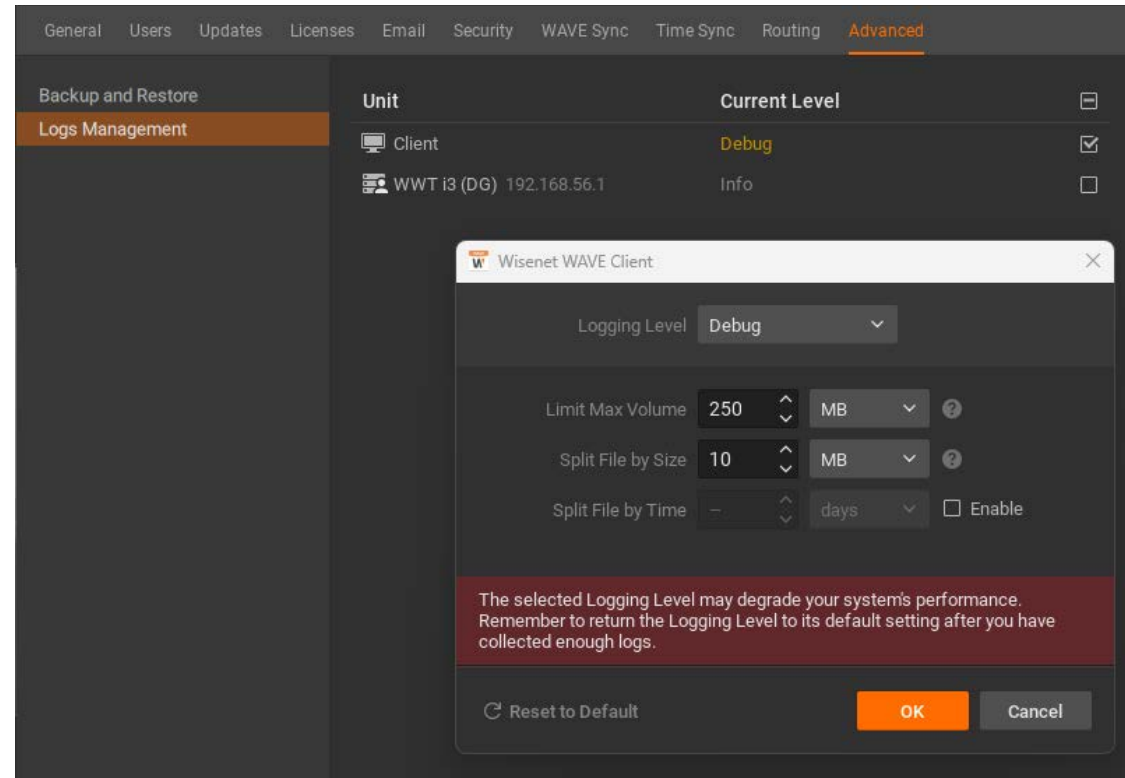 General Users Updates Licenses Email Security WAVE Sync Time Sync Routing Advanced
Backup and Restore
Logs Management
Unit Current Level
Client Debug
WWT i3 (DG) 192.168.56.1 Info
W Wisenet WAVE Client
Logging Level Debug
Limit Max Volume 250 MB ?
Split File by Size 10 MB ?
Split File by Time – days Enable
The selected Logging Level may degrade your system's performance.
Remember to return the Logging Level to its default setting after you have
collected enough logs.
Reset to Default OK Cancel